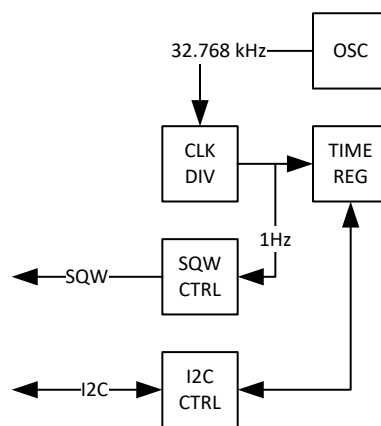 32.768 kHz
OSC
CLK
DIV
TIME
REG
1Hz
SQW
SQW
CTRL
I2C
I2C
CTRL